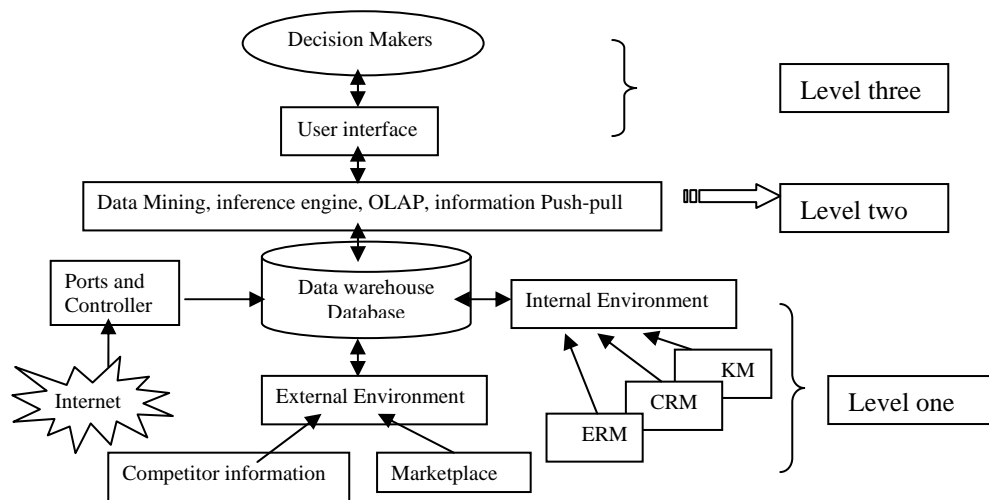 Decision Makers
Level three
User interface
Data Mining, inference engine, OLAP, information Push-pull
Level two
Ports and
Controller
Data warehouse
Database
Internal Environment
KM
Internet
External Environment
CRM
Level one
ERM
Competitor information
Marketplace